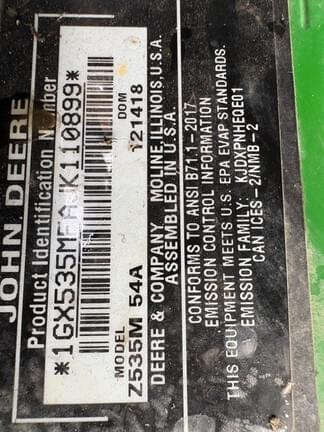 JOHN DEERE
Product Identification Number
*1GX535MFAJK110899*
MODEL DOM
Z535M 54A 121418
DEERE & COMPANY MOLINE, ILLINOIS, U.S.A.
ASSEMBLED IN U.S.A.
CONFORMS TO ANSI B71.1-2017
EMISSION CONTROL INFORMATION
THIS EQUIPMENT MEETS U.S. EPA EVAP STANDARDS.
EMISSION FAMILY: KJDXPNHEQE01
CAN ICES-2/NMB-2